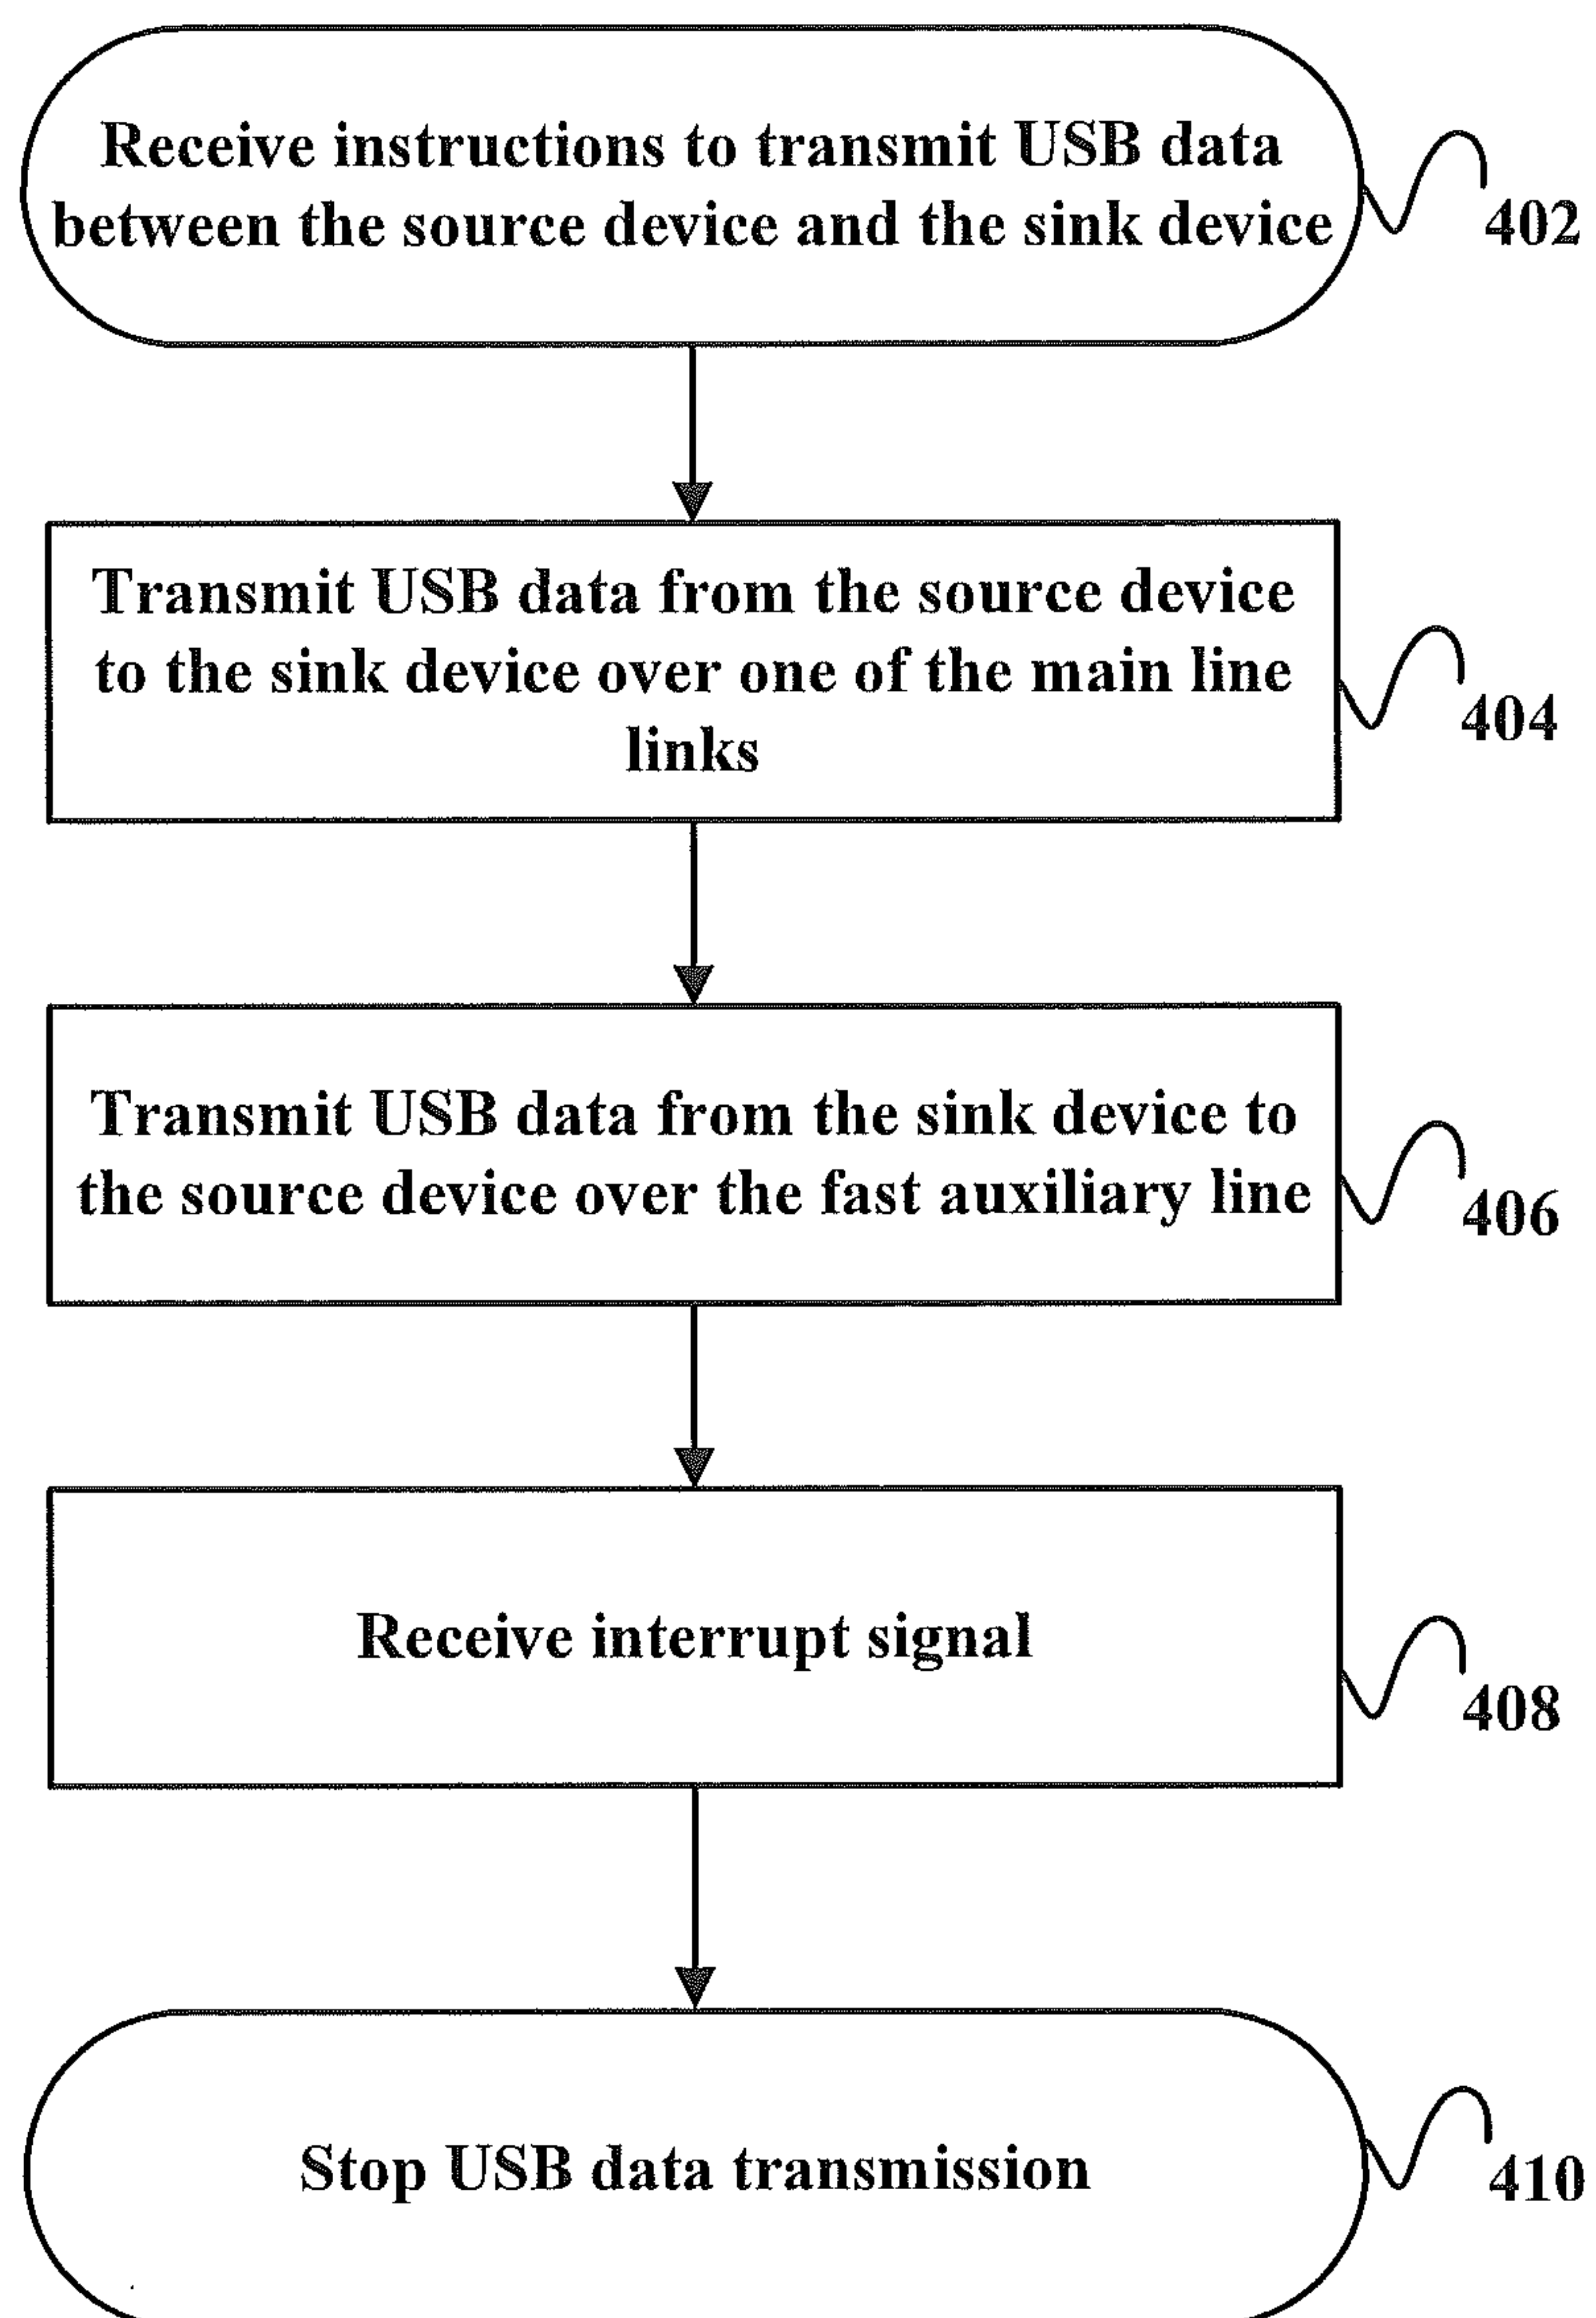 Receive instructions to transmit USB data
between the source device and the sink device
402
Transmit USB data from the source device
to the sink device over one of the main line
links
404
Transmit USB data from the sink device to
the source device over the fast auxiliary line
406
Receive interrupt signal
408
Stop USB data transmission
410